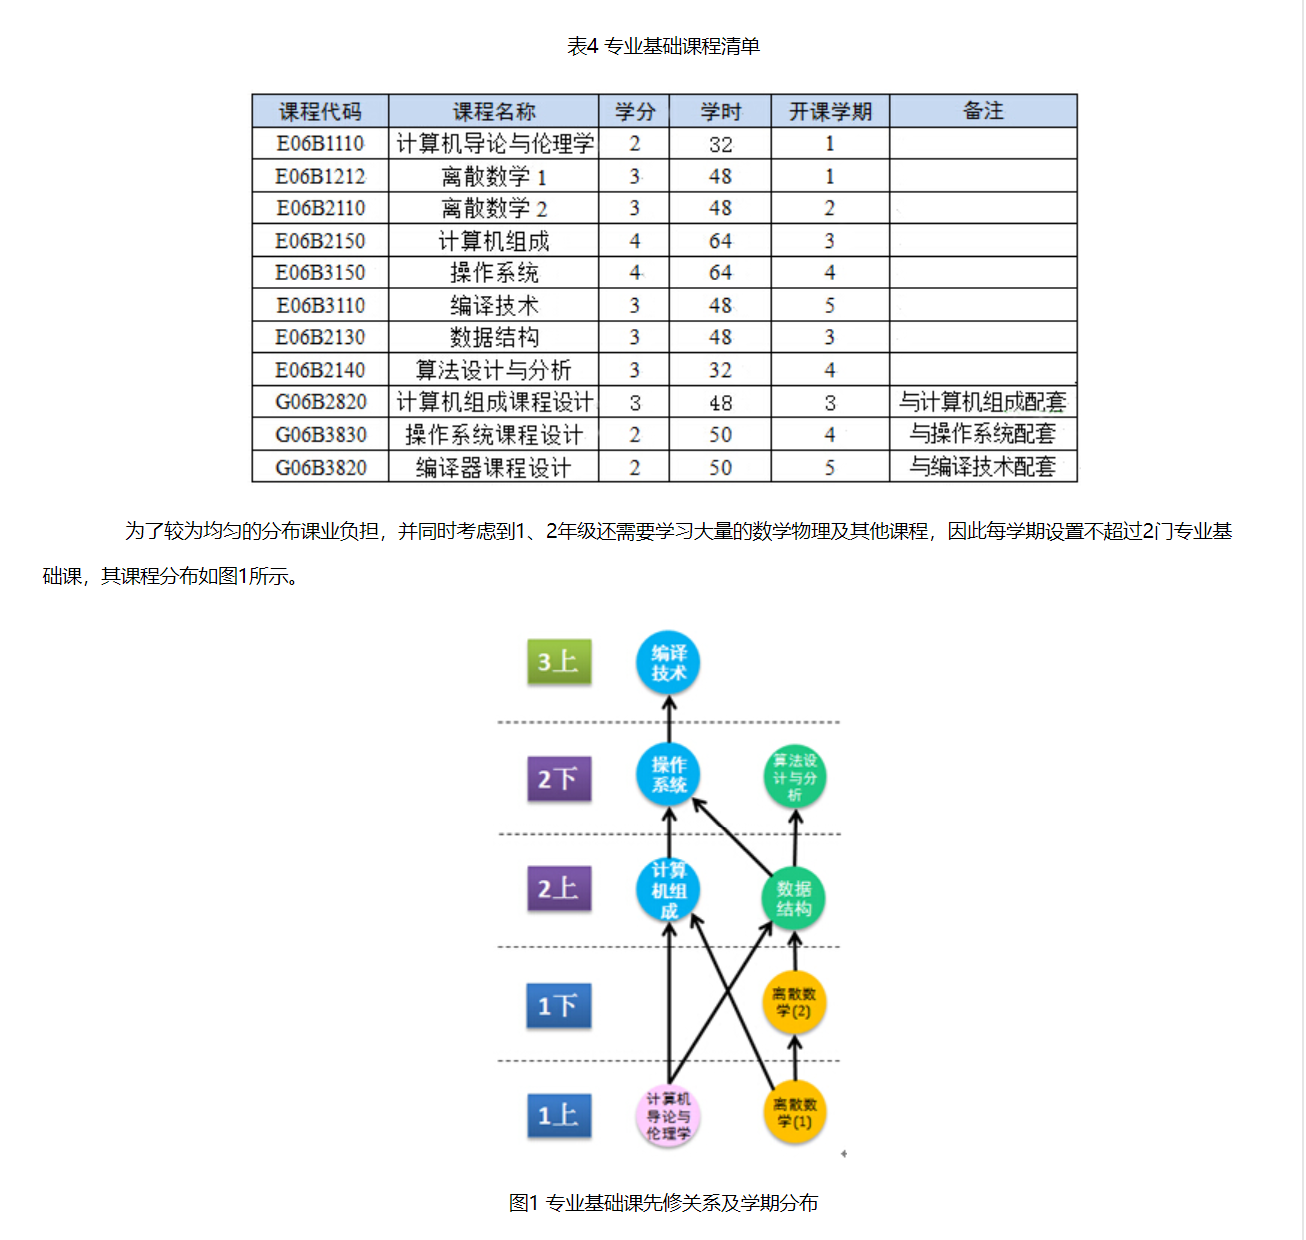 表4 专业基础课程清单
课程代码 课程名称 学分 学时 开课学期 备注
E06B1110 计算机导论与伦理学 2 32 1
E06B1212 离散数学 1 3 48 1
E06B2110 离散数学 2 3 48 2
E06B2150 计算机组成 4 64 3
E06B3150 操作系统 4 64 4
E06B3110 编译技术 3 48 5
E06B2130 数据结构 3 48 3
E06B2140 算法设计与分析 3 32 4
G06B2820 计算机组成课程设计 3 48 3 与计算机组成配套
G06B3830 操作系统课程设计 2 50 4 与操作系统配套
G06B3820 编译器课程设计 2 50 5 与编译技术配套
为了较为均匀的分布课业负担，并同时考虑到1、2年级还需要学习大量的数学物理及其他课程，因此每学期设置不超过2门专业基
础课，其课程分布如图1所示。
3上
编译
技术
2下
操作
系统
算法设
计与分
析
2上
计算
机组
成
数据
结构
1下
离散数
学(2)
1上
计算机
导论与
伦理学
离散数
学(1)
图1 专业基础课先修关系及学期分布